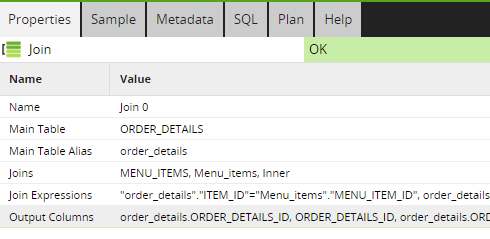 Properties Sample Metadata SQL Plan Help
Join OK
Name Value
Name Join 0
Main Table ORDER_DETAILS
Main Table Alias order_details
Joins MENU_ITEMS, Menu_items, Inner
Join Expressions "order_details"."ITEM_ID"="Menu_items"."MENU_ITEM_ID", order_details
Output Columns order_details.ORDER_DETAILS_ID, ORDER_DETAILS_ID, order_details.ORD